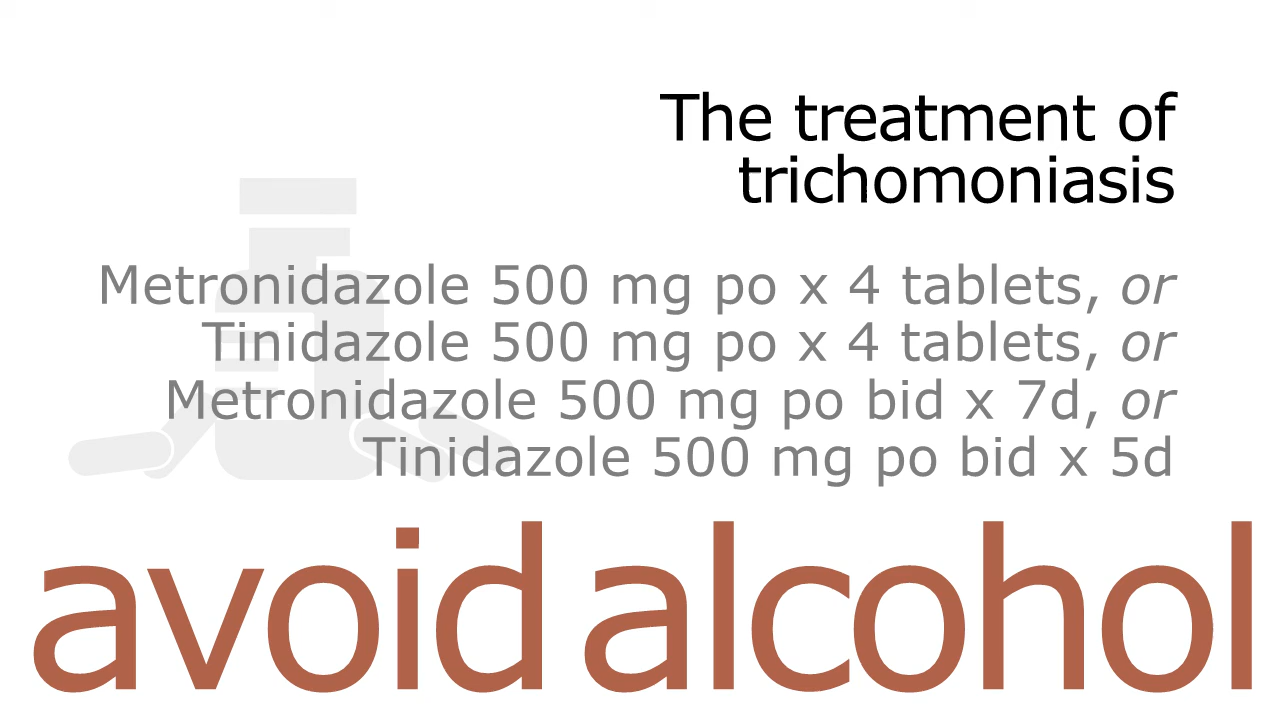 The treatment of
trichomoniasis
Metronidazole 500 mg po x 4 tablets, or
Tinidazole 500 mg po x 4 tablets, or
Metronidazole 500 mg po bid x 7d, or
Tinidazole 500 mg po bid x 5d
avoid alcohol